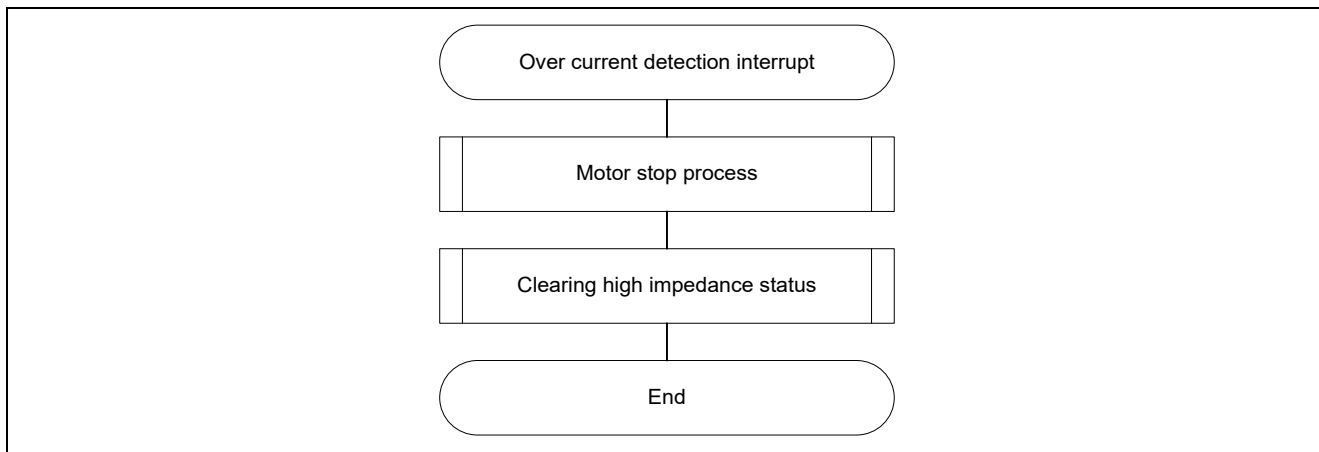 Over current detection interrupt
Motor stop process
Clearing high impedance status
End